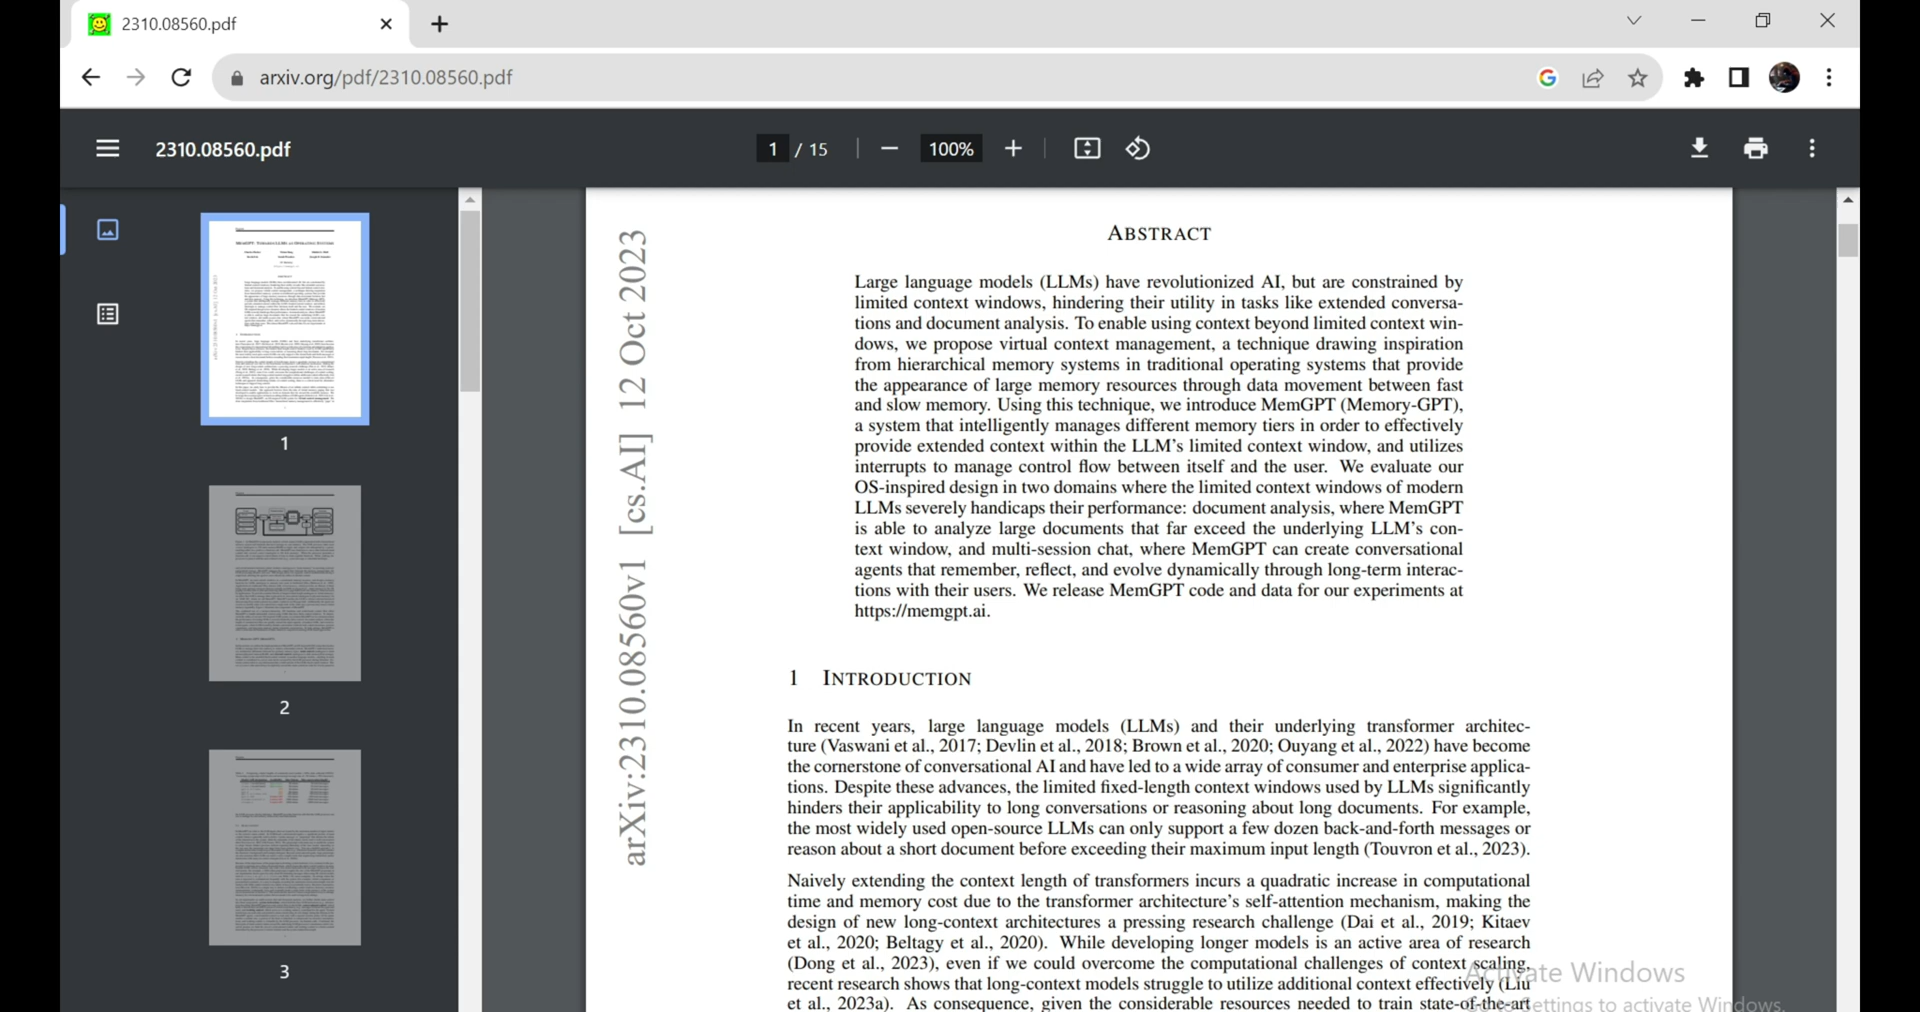 2310.08560.pdf
arxiv.org/pdf/2310.08560.pdf
2310.08560.pdf
1 / 15
100%
1
2
3
arXiv:2310.08560v1 [cs.AI] 12 Oct 2023
ABSTRACT
Large language models (LLMs) have revolutionized AI, but are constrained by
limited context windows, hindering their utility in tasks like extended conversa-
tions and document analysis. To enable using context beyond limited context win-
dows, we propose virtual context management, a technique drawing inspiration
from hierarchical memory systems in traditional operating systems that provide
the appearance of large memory resources through data movement between fast
and slow memory. Using this technique, we introduce MemGPT (Memory-GPT),
a system that intelligently manages different memory tiers in order to effectively
provide extended context within the LLM's limited context window, and utilizes
interrupts to manage control flow between itself and the user. We evaluate our
OS-inspired design in two domains where the limited context windows of modern
LLMs severely handicaps their performance: document analysis, where MemGPT
is able to analyze large documents that far exceed the underlying LLM's con-
text window, and multi-session chat, where MemGPT can create conversational
agents that remember, reflect, and evolve dynamically through long-term interac-
tions with their users. We release MemGPT code and data for our experiments at
https://memgpt.ai.
1 INTRODUCTION
In recent years, large language models (LLMs) and their underlying transformer architec-
ture (Vaswani et al., 2017; Devlin et al., 2018; Brown et al., 2020; Ouyang et al., 2022) have become
the cornerstone of conversational AI and have led to a wide array of consumer and enterprise applica-
tions. Despite these advances, the limited fixed-length context windows used by LLMs significantly
hinders their applicability to long conversations or reasoning about long documents. For example,
the most widely used open-source LLMs can only support a few dozen back-and-forth messages or
reason about a short document before exceeding their maximum input length (Touvron et al., 2023).
Naively extending the context length of transformers incurs a quadratic increase in computational
time and memory cost due to the transformer architecture's self-attention mechanism, making the
design of new long-context architectures a pressing research challenge (Dai et al., 2019; Kitaev
et al., 2020; Beltagy et al., 2020). While developing longer models is an active area of research
(Dong et al., 2023), even if we could overcome the computational challenges of context scaling,
recent research shows that long-context models struggle to utilize additional context effectively (Liu
et al., 2023a). As consequence, given the considerable resources needed to train state-of-the-art
Activate Windows
Go to Settings to activate Windows.